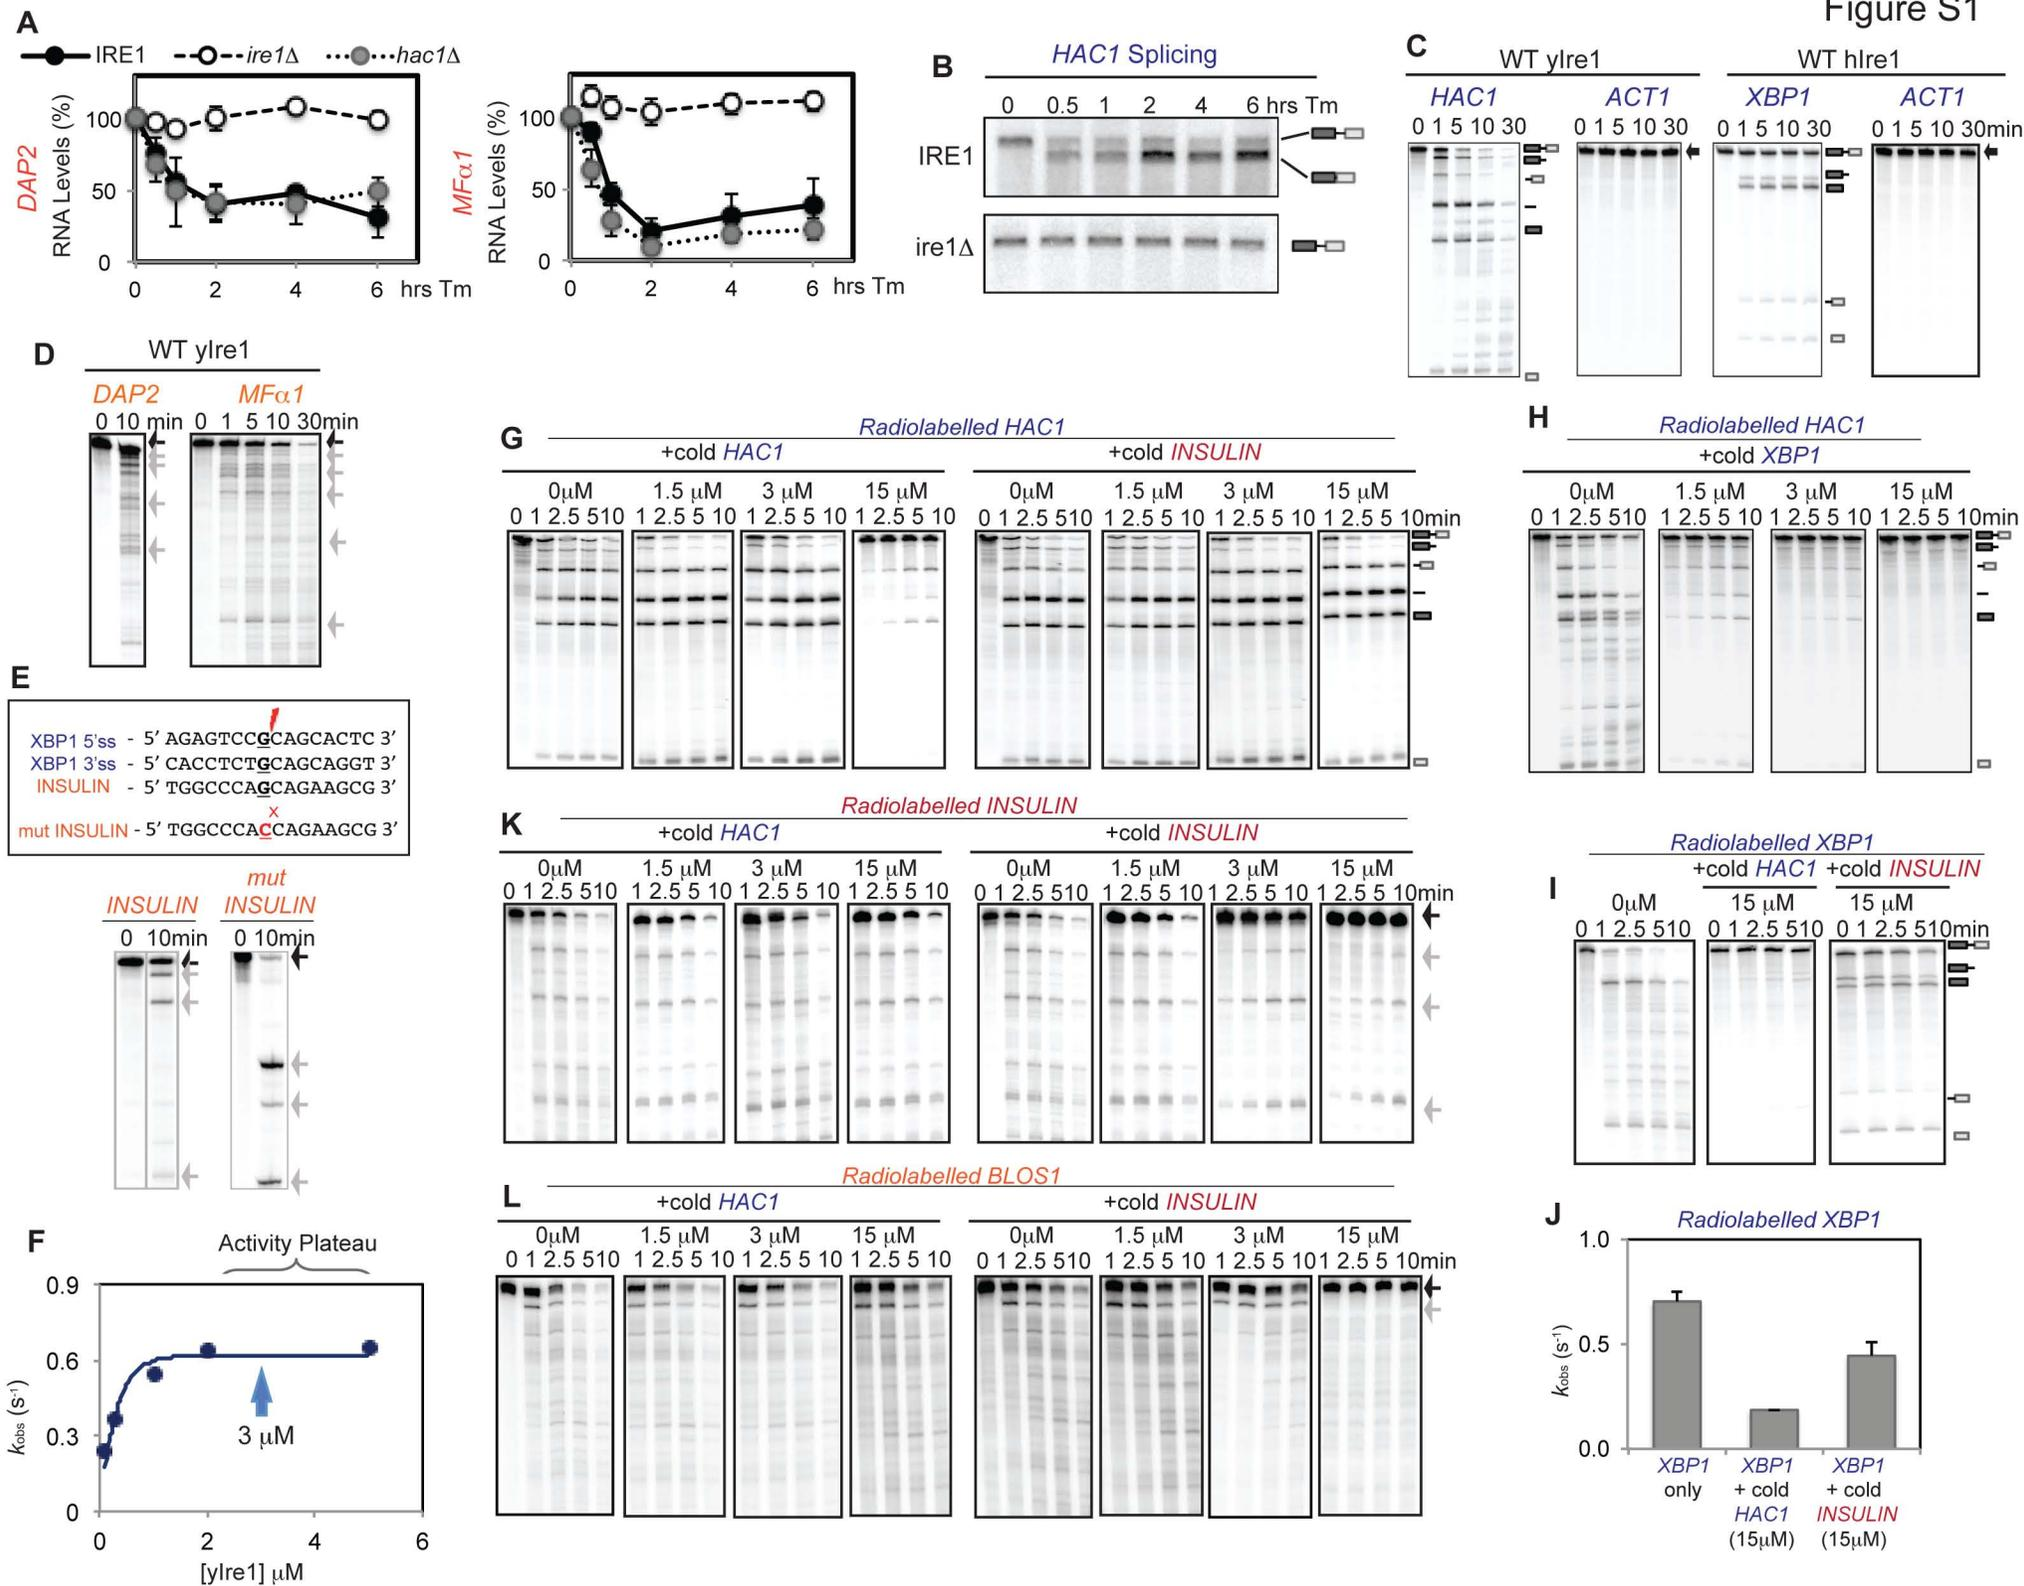 Figure S1
A
IRE1 ire1Δ hac1Δ
DAP2
RNA Levels (%)
100
50
0
0 2 4 6 hrs Tm
MFα1
RNA Levels (%)
100
50
0
0 2 4 6 hrs Tm
B
HAC1 Splicing
0 0.5 1 2 4 6 hrs Tm
IRE1
ire1Δ
C
WT yIre1 WT hIre1
HAC1 ACT1 XBP1 ACT1
0 1 5 10 30 0 1 5 10 30 0 1 5 10 30 0 1 5 10 30min
D
WT yIre1
DAP2 MFα1
0 10 min 0 1 5 10 30min
E
XBP1 5’ss - 5’ AGAGTCCGCAGCACTC 3’
XBP1 3’ss - 5’ CACCTCTGCAGCAGGT 3’
INSULIN - 5’ TGGCCCAGCAGAAGCG 3’
x
mut INSULIN - 5’ TGGCCCACCAGAAGCG 3’
INSULIN mut INSULIN
0 10min 0 10min
F
Activity Plateau
0.9
0.6
0.3
0
kobs (s-1)
3 μM
0 2 4 6
[yIre1] μM
G
Radiolabelled HAC1
+cold HAC1 +cold INSULIN
0μM 1.5 μM 3 μM 15 μM 0μM 1.5 μM 3 μM 15 μM
0 1 2.5 510 1 2.5 5 10 1 2.5 5 10 1 2.5 5 10 0 1 2.5 510 1 2.5 5 10 1 2.5 5 10 1 2.5 5 10min
H
Radiolabelled HAC1
+cold XBP1
0μM 1.5 μM 3 μM 15 μM
0 1 2.5 510 1 2.5 5 10 1 2.5 5 10 1 2.5 5 10min
K
Radiolabelled INSULIN
+cold HAC1 +cold INSULIN
0μM 1.5 μM 3 μM 15 μM 0μM 1.5 μM 3 μM 15 μM
0 1 2.5 510 1 2.5 5 10 1 2.5 5 10 1 2.5 5 10 0 1 2.5 510 1 2.5 5 10 1 2.5 5 10 1 2.5 5 10min
I
Radiolabelled XBP1
+cold HAC1 +cold INSULIN
0μM 15 μM 15 μM
0 1 2.5 510 0 1 2.5 510 0 1 2.5 510min
L
Radiolabelled BLOS1
+cold HAC1 +cold INSULIN
0μM 1.5 μM 3 μM 15 μM 0μM 1.5 μM 3 μM 15 μM
0 1 2.5 510 1 2.5 5 10 1 2.5 5 10 1 2.5 5 10 0 1 2.5 510 1 2.5 5 10 1 2.5 5 10 1 2.5 5 10min
J
Radiolabelled XBP1
1.0
0.5
0.0
kobs (s-1)
XBP1 only
XBP1 + cold HAC1 (15μM)
XBP1 + cold INSULIN (15μM)